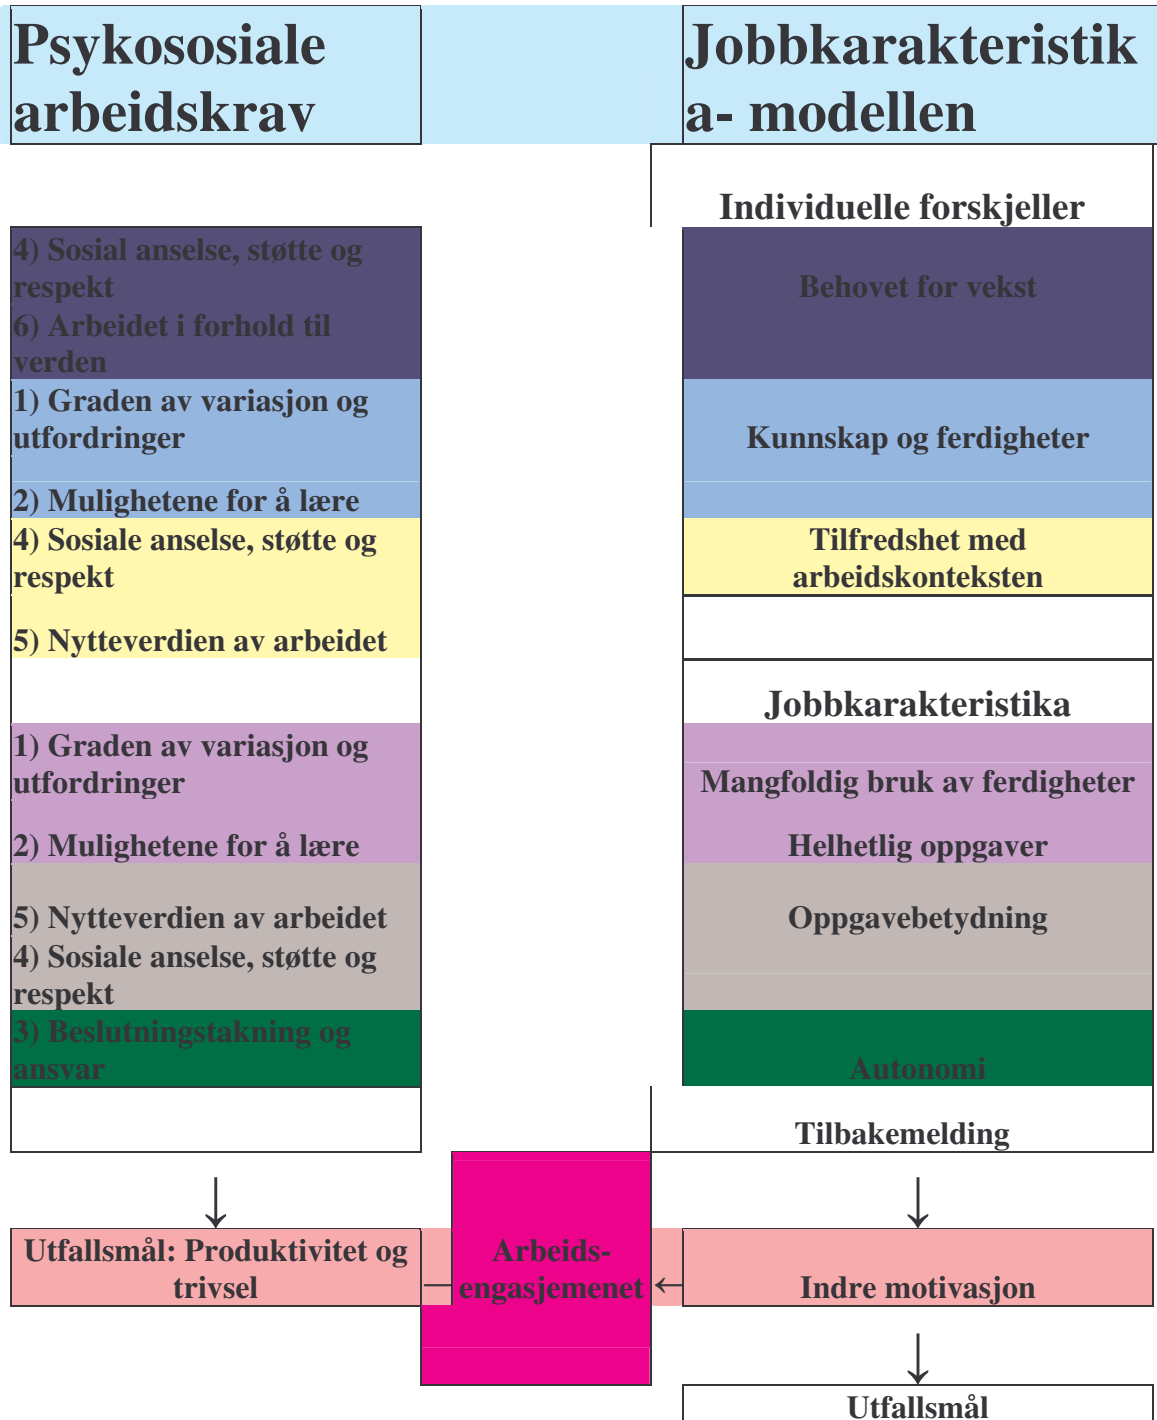 Psykososiale
arbeidskrav
Jobbkarakteristik
a- modellen
Individuelle forskjeller
4) Sosial anselse, støtte og
respekt
6) Arbeidet i forhold til
verden
Behovet for vekst
1) Graden av variasjon og
utfordringer
2) Mulighetene for å lære
Kunnskap og ferdigheter
4) Sosiale anselse, støtte og
respekt
5) Nytteverdien av arbeidet
Tilfredshet med
arbeidskonteksten
Jobbkarakteristika
1) Graden av variasjon og
utfordringer
2) Mulighetene for å lære
Mangfoldig bruk av ferdigheter
Helhetlig oppgaver
5) Nytteverdien av arbeidet
4) Sosiale anselse, støtte og
respekt
Oppgavebetydning
3) Beslutningstakning og
ansvar
Autonomi
Tilbakemelding
↓
↓
Utfallsmål: Produktivitet og
trivsel
Arbeids-
– engasjemenet ←
Indre motivasjon
↓
Utfallsmål